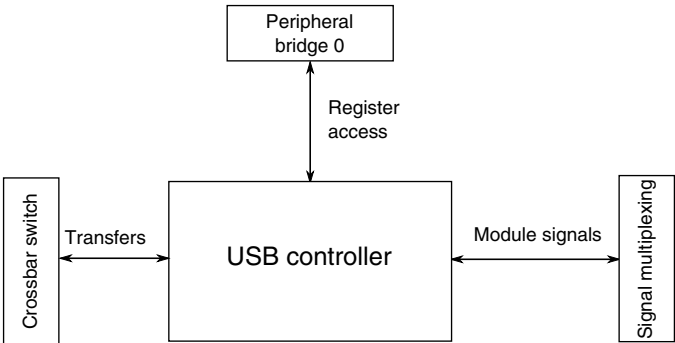 Peripheral
bridge 0
Register
access
Crossbar switch
Transfers
USB controller
Module signals
Signal multiplexing